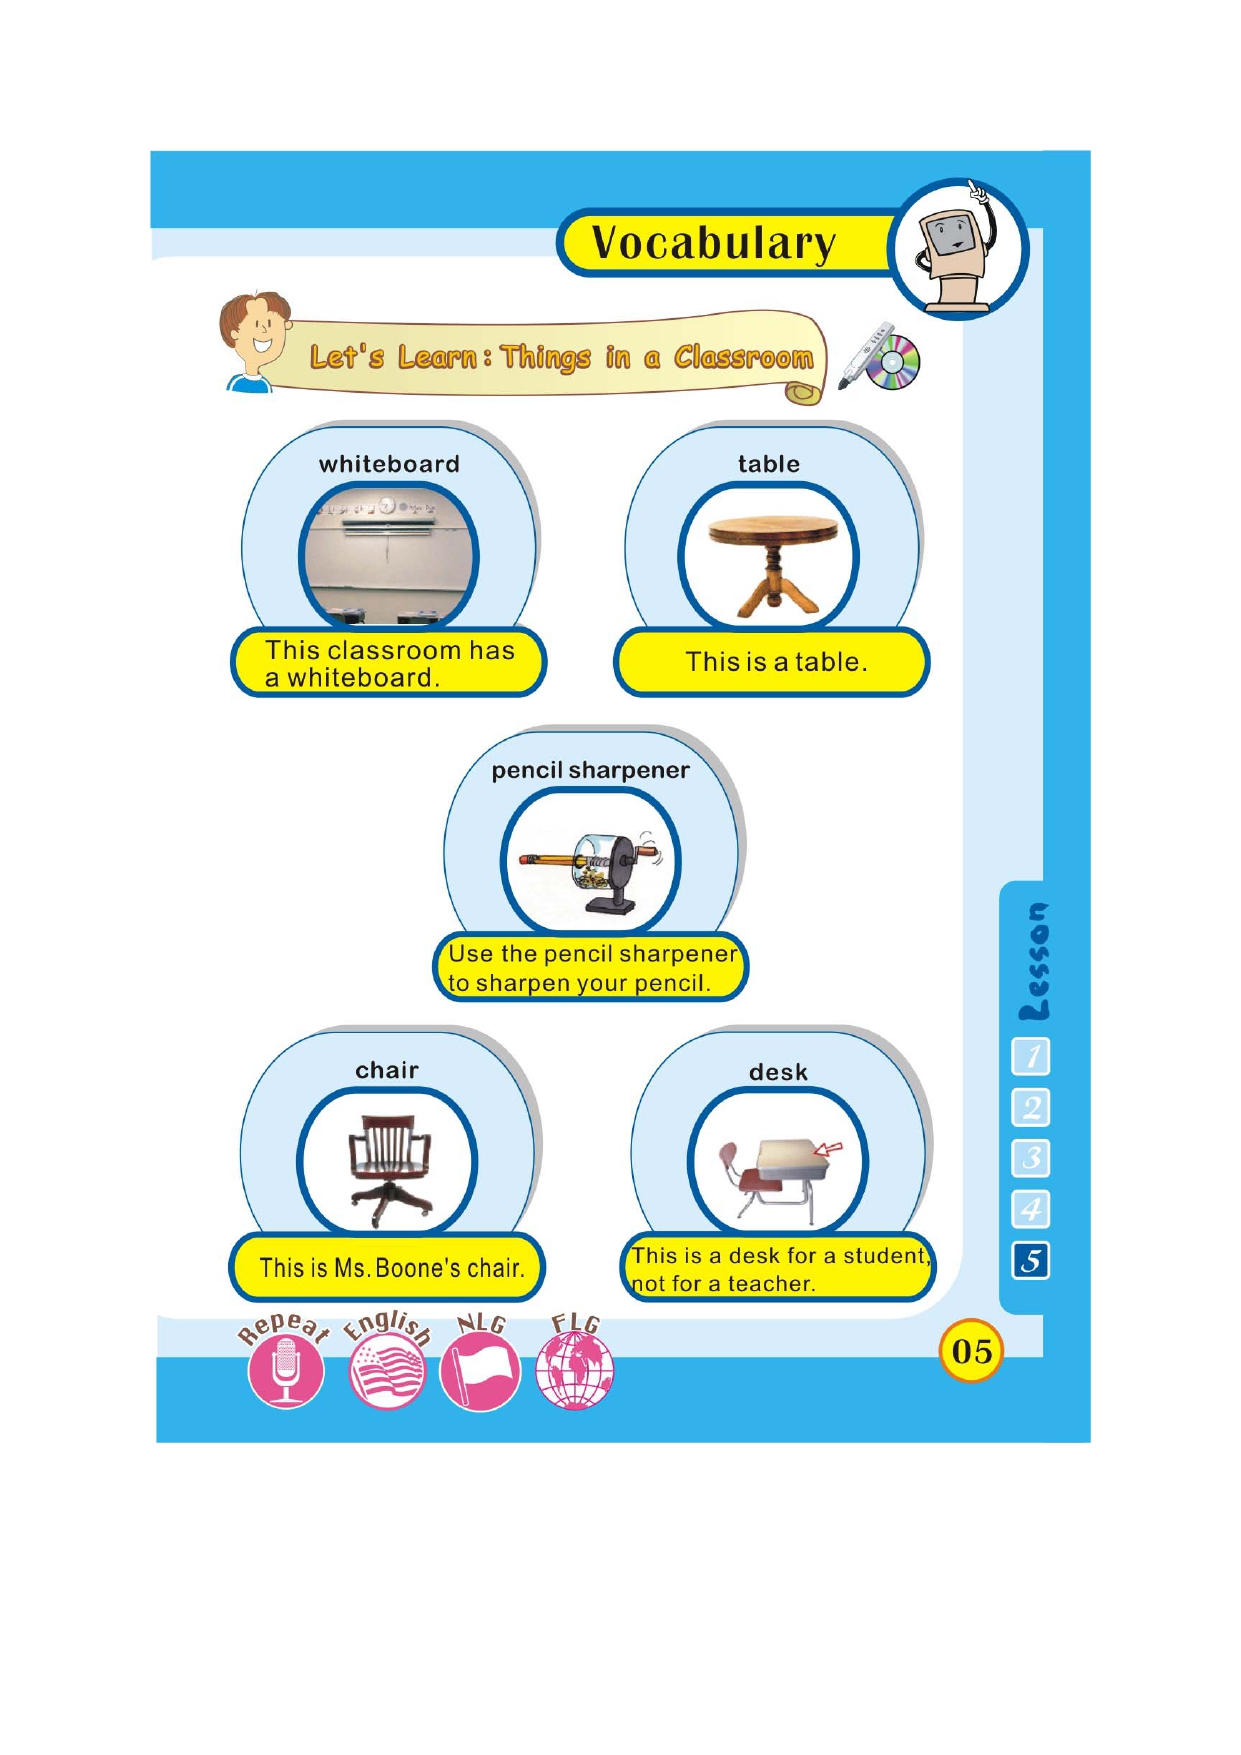 Vocabulary
Let's Learn: Things in a Classroom
whiteboard
This classroom has
a whiteboard.
table
This is a table.
pencil sharpener
Use the pencil sharpener
to sharpen your pencil.
chair
This is Ms. Boone's chair.
desk
This is a desk for a student,
not for a teacher.
Lesson
1
2
3
4
5
Repeat
English
NLG
FLG
05